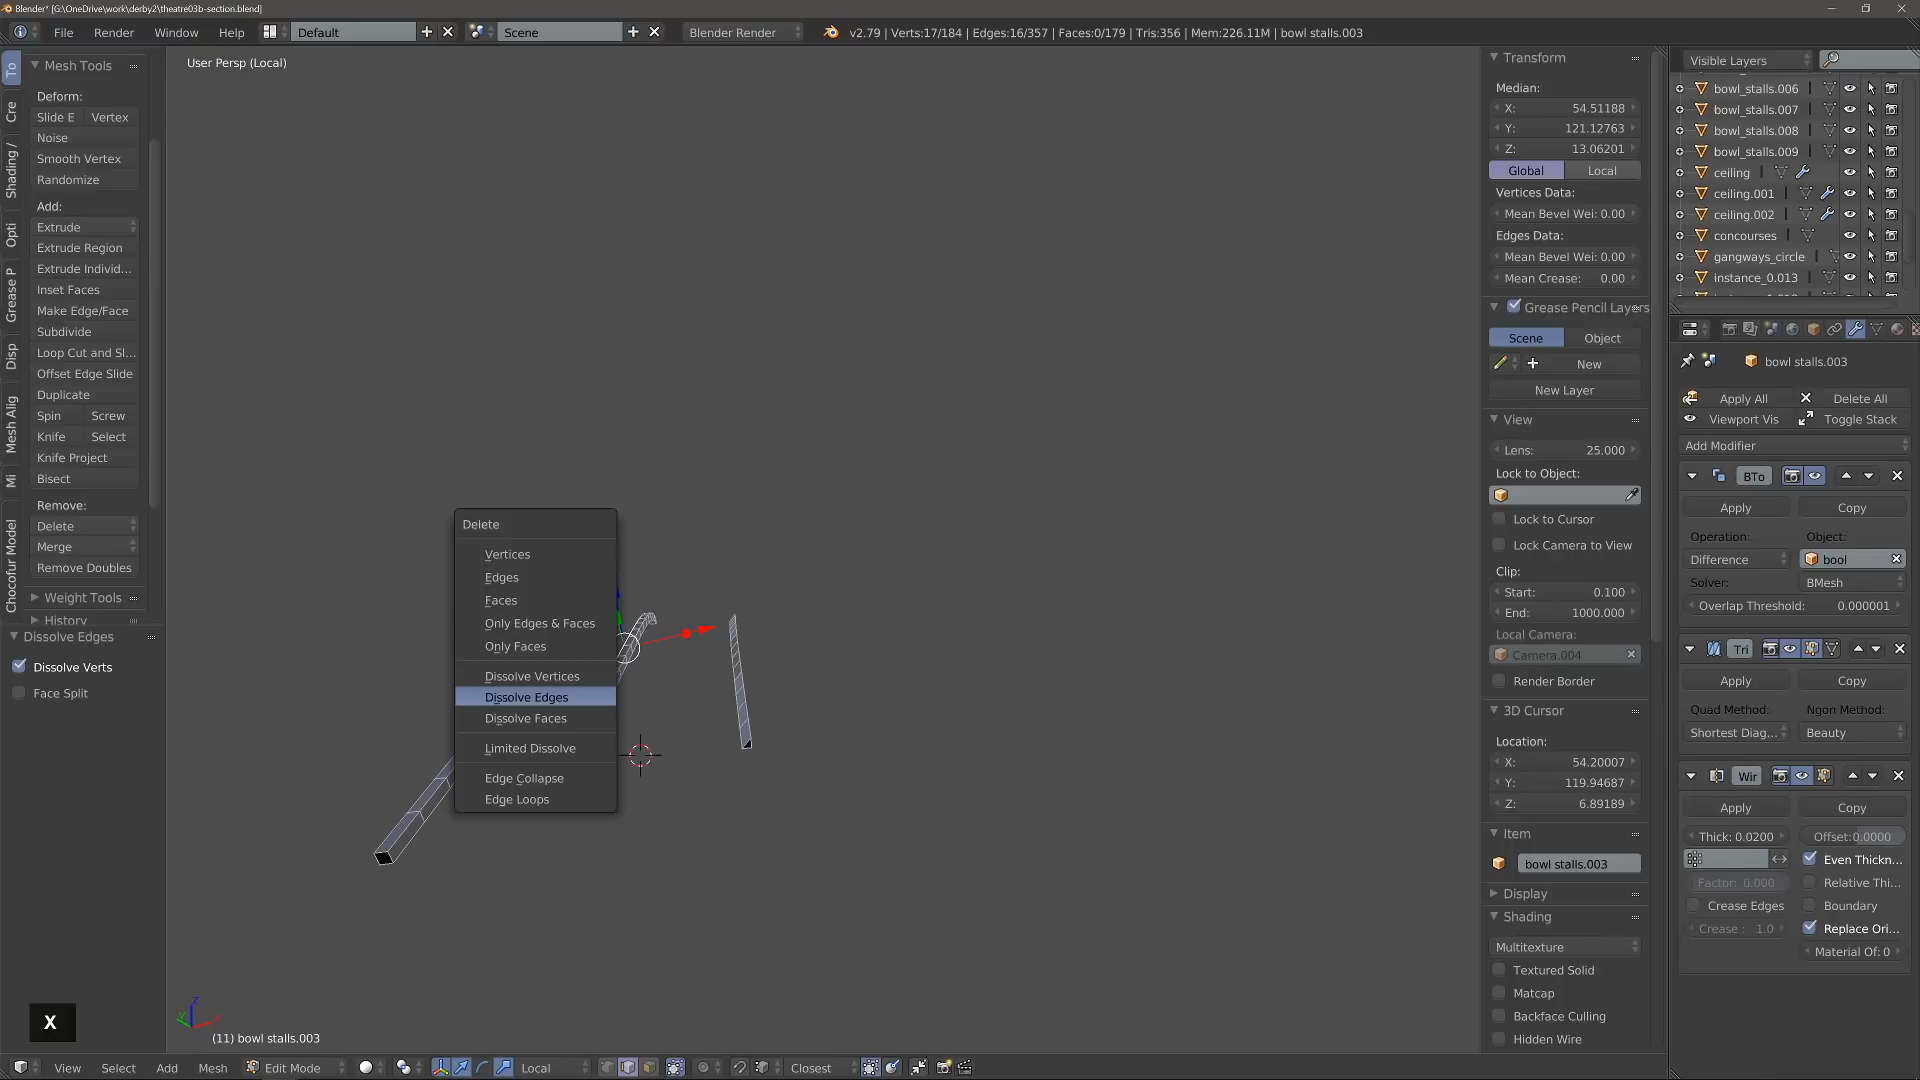 Blender* [G:\OneDrive\work\derby2\theatre03b-section.blend]
File Render Window Help Default Scene Blender Render v2.79 | Verts:17/184 | Edges:16/357 | Faces:0/179 | Tris:356 | Mem:226.11M | bowl stalls.003
To
Cre
Shading /
Opti
Grease P
Disp
Mesh Alig
Mi
Chocofur Model
Mesh Tools
Deform:
Slide E Vertex
Noise
Smooth Vertex
Randomize
Add:
Extrude
Extrude Region
Extrude Individ...
Inset Faces
Make Edge/Face
Subdivide
Loop Cut and Sl...
Offset Edge Slide
Duplicate
Spin Screw
Knife Select
Knife Project
Bisect
Remove:
Delete
Merge
Remove Doubles
Weight Tools
History
Dissolve Edges
Dissolve Verts
Face Split
X
User Persp (Local)
Delete
Vertices
Edges
Faces
Only Edges & Faces
Only Faces
Dissolve Vertices
Dissolve Edges
Dissolve Faces
Limited Dissolve
Edge Collapse
Edge Loops
z
y
x
(11) bowl stalls.003
View Select Add Mesh Edit Mode Local Closest
Transform
Median:
X: 54.51188
Y: 121.12763
Z: 13.06201
Global Local
Vertices Data:
Mean Bevel Wei: 0.00
Edges Data:
Mean Bevel Wei: 0.00
Mean Crease: 0.00
Grease Pencil Layers
Scene Object
New
New Layer
View
Lens: 25.000
Lock to Object:
Lock to Cursor
Lock Camera to View
Clip:
Start: 0.100
End: 1000.000
Local Camera:
Camera.004
Render Border
3D Cursor
Location:
X: 54.20007
Y: 119.94687
Z: 6.89189
Item
bowl stalls.003
Display
Shading
Multitexture
Textured Solid
Matcap
Backface Culling
Hidden Wire
Visible Layers
bowl_stalls.006
bowl_stalls.007
bowl_stalls.008
bowl_stalls.009
ceiling
ceiling.001
ceiling.002
concourses
gangways_circle
instance_0.013
bowl stalls.003
Apply All Delete All
Viewport Vis Toggle Stack
Add Modifier
BTo
Apply Copy
Operation: Object:
Difference bool
Solver: BMesh
Overlap Threshold: 0.000001
Tri
Apply Copy
Quad Method: Ngon Method:
Shortest Diag... Beauty
Wir
Apply Copy
Thick: 0.0200 Offset:0.0000
Even Thickn...
Factor: 0.000 Relative Thi...
Crease Edges Boundary
Crease : 1.0 Replace Ori...
Material Of: 0